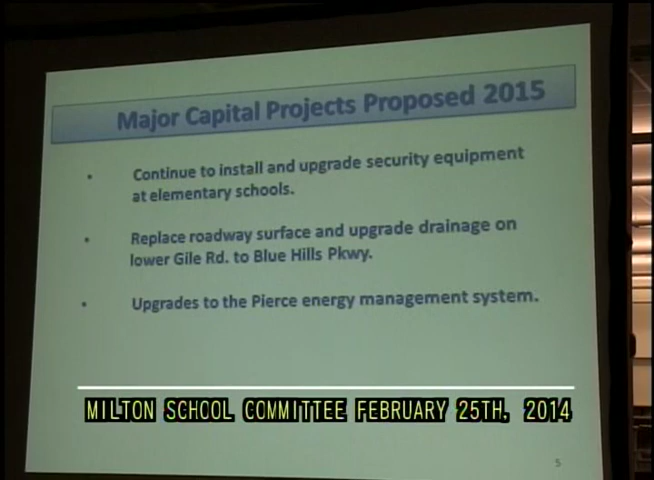 Major Capital Projects Proposed 2015
• Continue to install and upgrade security equipment
at elementary schools.
• Replace roadway surface and upgrade drainage on
lower Gile Rd. to Blue Hills Pkwy.
• Upgrades to the Pierce energy management system.
MILTON SCHOOL COMMITTEE FEBRUARY 25TH, 2014
5